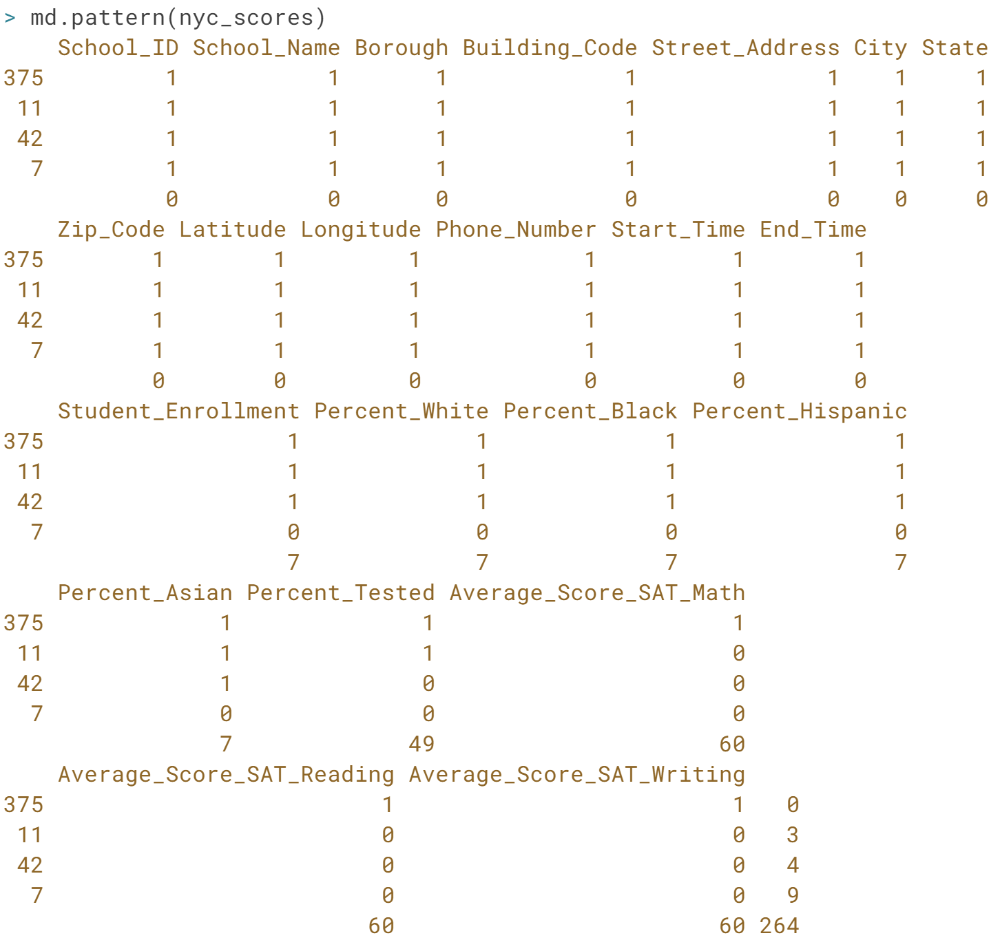 > md.pattern(nyc_scores)
    School_ID School_Name Borough Building_Code Street_Address City State
375         1           1       1             1              1    1     1
 11         1           1       1             1              1    1     1
 42         1           1       1             1              1    1     1
  7         1           1       1             1              1    1     1
            0           0       0             0              0    0     0
    Zip_Code Latitude Longitude Phone_Number Start_Time End_Time
375        1        1         1            1          1        1
 11        1        1         1            1          1        1
 42        1        1         1            1          1        1
  7        1        1         1            1          1        1
           0        0         0            0          0        0
    Student_Enrollment Percent_White Percent_Black Percent_Hispanic
375                  1             1             1                1
 11                  1             1             1                1
 42                  1             1             1                1
  7                  0             0             0                0
                     7             7             7                7
    Percent_Asian Percent_Tested Average_Score_SAT_Math
375             1              1                      1
 11             1              1                      0
 42             1              0                      0
  7             0              0                      0
                7             49                     60
    Average_Score_SAT_Reading Average_Score_SAT_Writing
375                         1                         1   0
 11                         0                         0   3
 42                         0                         0   4
  7                         0                         0   9
                           60                        60 264